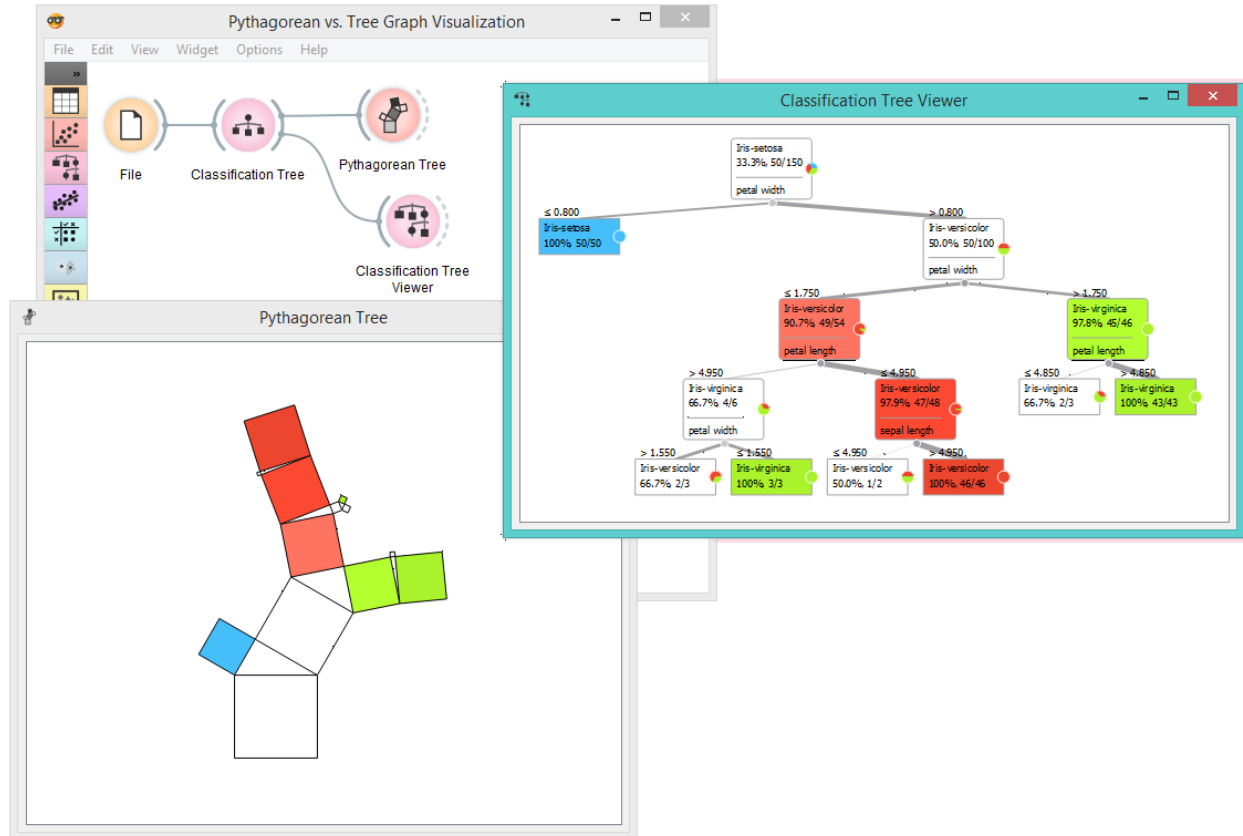 Pythagorean vs. Tree Graph Visualization
File Edit View Widget Options Help
»
File
Classification Tree
Pythagorean Tree
Classification Tree
Viewer
Classification Tree Viewer
Iris-setosa
33.3%, 50/150
petal width
≤ 0.800
Iris-setosa
100% 50/50
> 0.800
Iris-versicolor
50.0% 50/100
petal width
≤ 1.750
Iris-versicolor
90.7% 49/54
petal length
> 1.750
Iris-virginica
97.8% 45/46
petal length
> 4.950
Iris-virginica
66.7% 4/6
petal width
≤ 4.950
Iris-versicolor
97.9% 47/48
sepal length
≤ 4.850
Iris-virginica
66.7% 2/3
> 4.850
Iris-virginica
100% 43/43
> 1.550
Iris-versicolor
66.7% 2/3
≤ 1.550
Iris-virginica
100% 3/3
≤ 4.950
Iris-versicolor
50.0%, 1/2
> 4.950
Iris-versicolor
100% 46/46
Pythagorean Tree